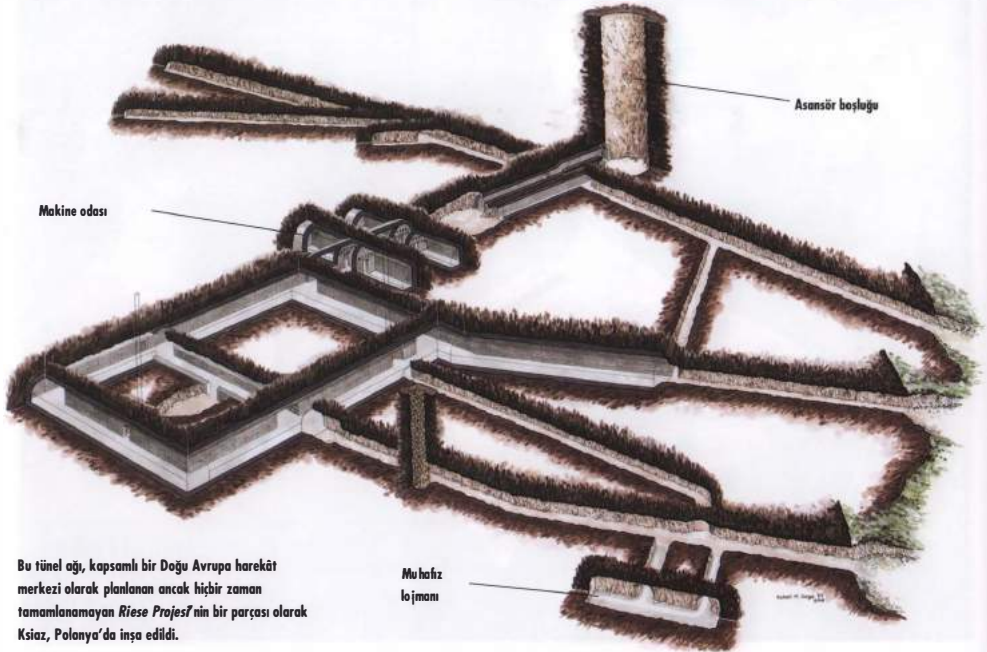 Asansör boşluğu
Makine odası
Bu tünel ağı, kapsamlı bir Doğu Avrupa harekât
merkezi olarak planlanan ancak hiçbir zaman
tamamlanamayan Riese Projesi'nin bir parçası olarak
Ksiaz, Polonya'da inşa edildi.
Muhafız
lojmanı